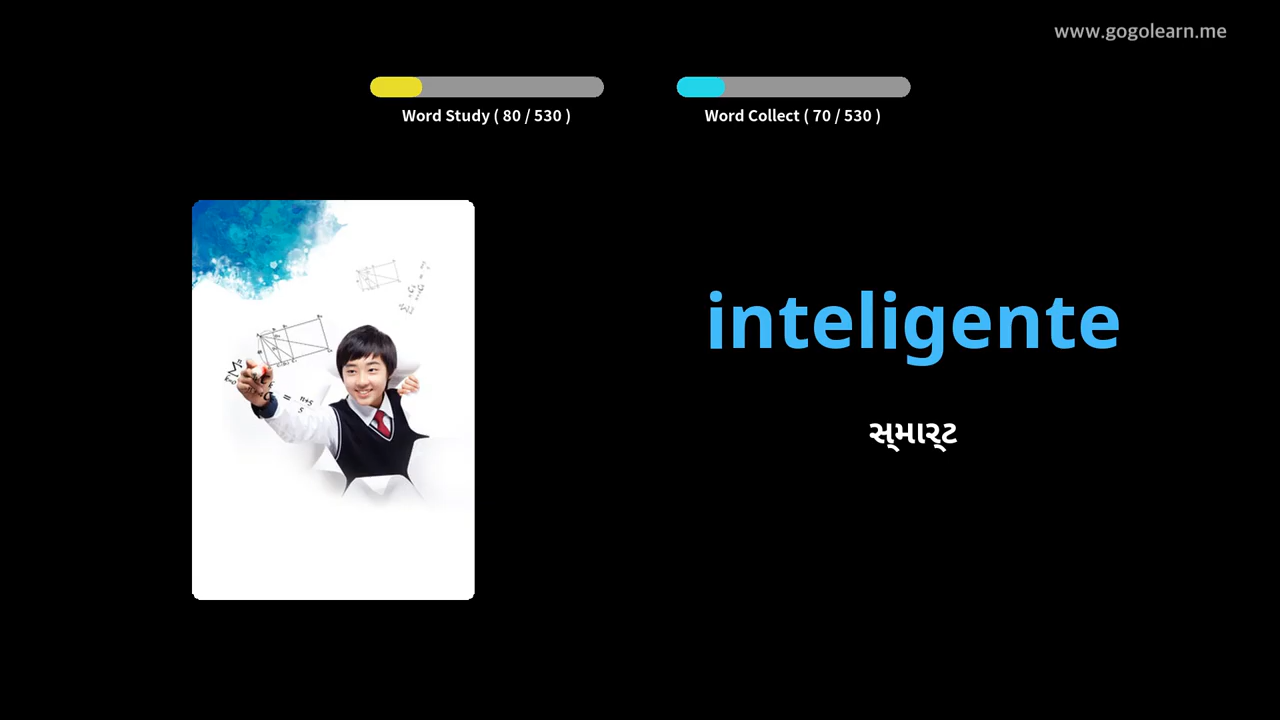 www.gogolearn.me
Word Study ( 80 / 530 )
Word Collect ( 70 / 530 )
inteligente
સ્માર્ટ